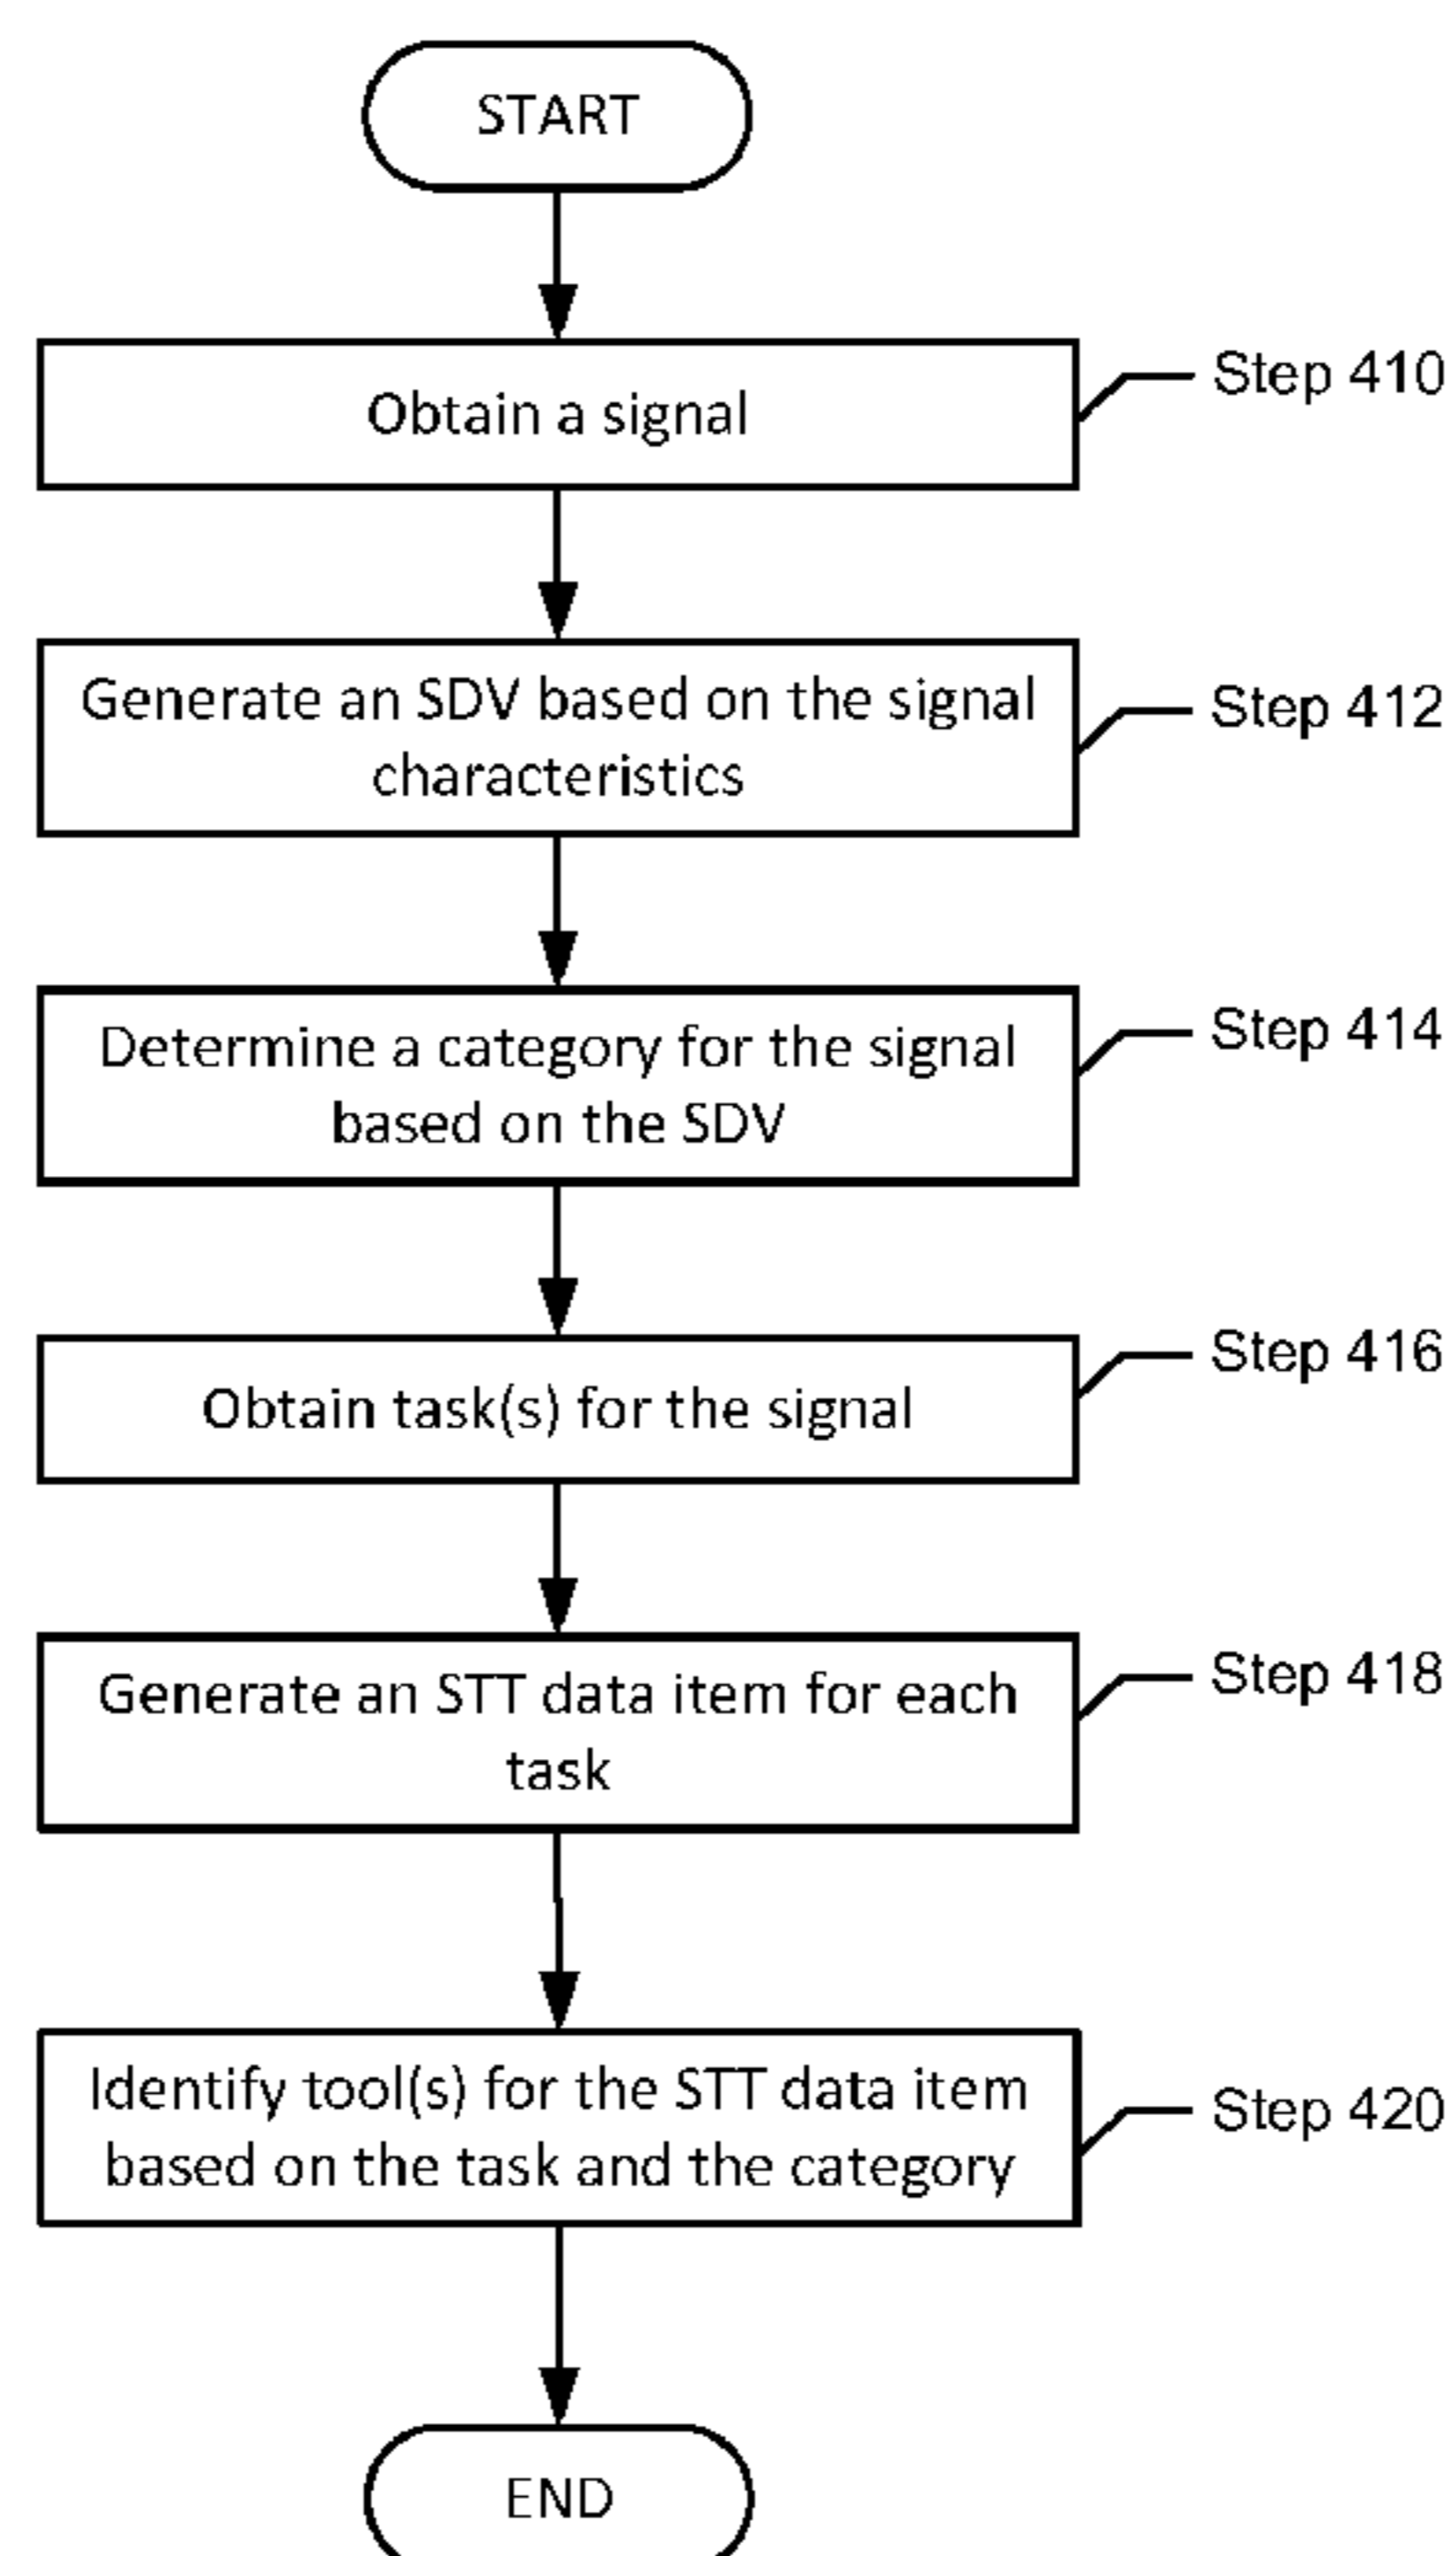 START
Obtain a signal
Step 410
Generate an SDV based on the signal
characteristics
Step 412
Determine a category for the signal
based on the SDV
Step 414
Obtain task(s) for the signal
Step 416
Generate an STT data item for each
task
Step 418
Identify tool(s) for the STT data item
based on the task and the category
Step 420
END